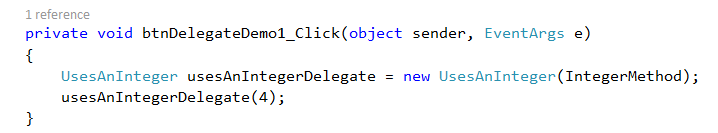 1 reference
private void btnDelegateDemo1_Click(object sender, EventArgs e)
{
    UsesAnInteger usesAnIntegerDelegate = new UsesAnInteger(IntegerMethod);
    usesAnIntegerDelegate(4);
}